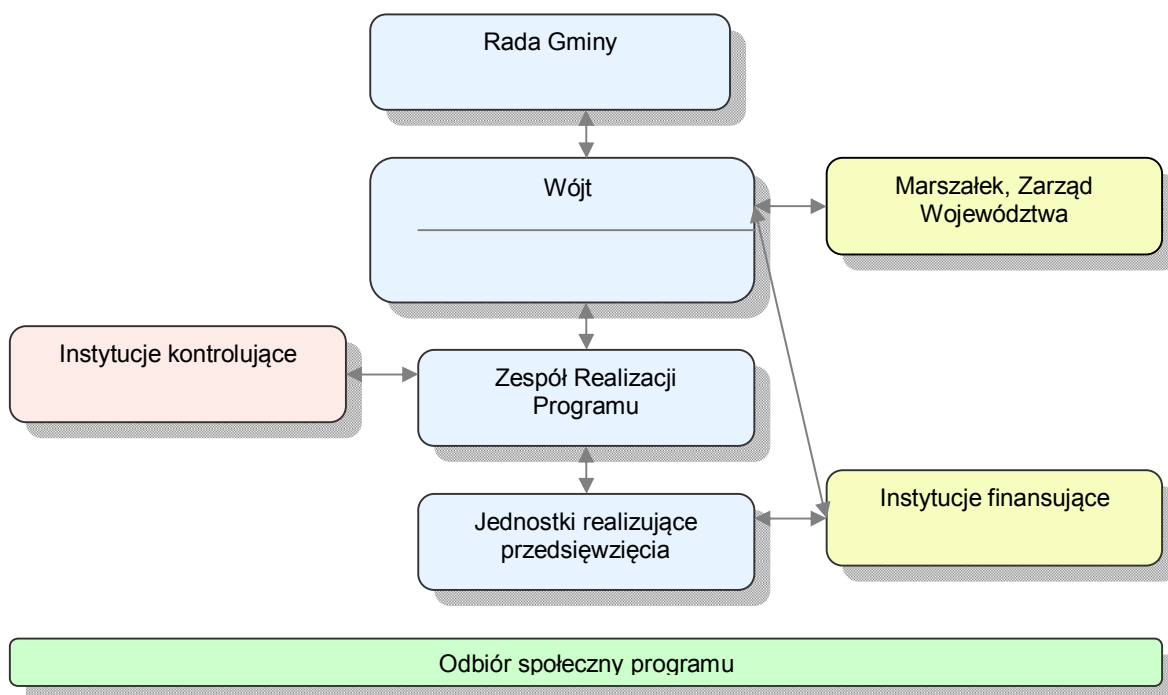 Rada Gminy
Wójt
Marszałek, Zarząd
Województwa
Instytucje kontrolujące
Zespół Realizacji
Programu
Jednostki realizujące
przedsięwzięcia
Instytucje finansujące
Odbiór społeczny programu